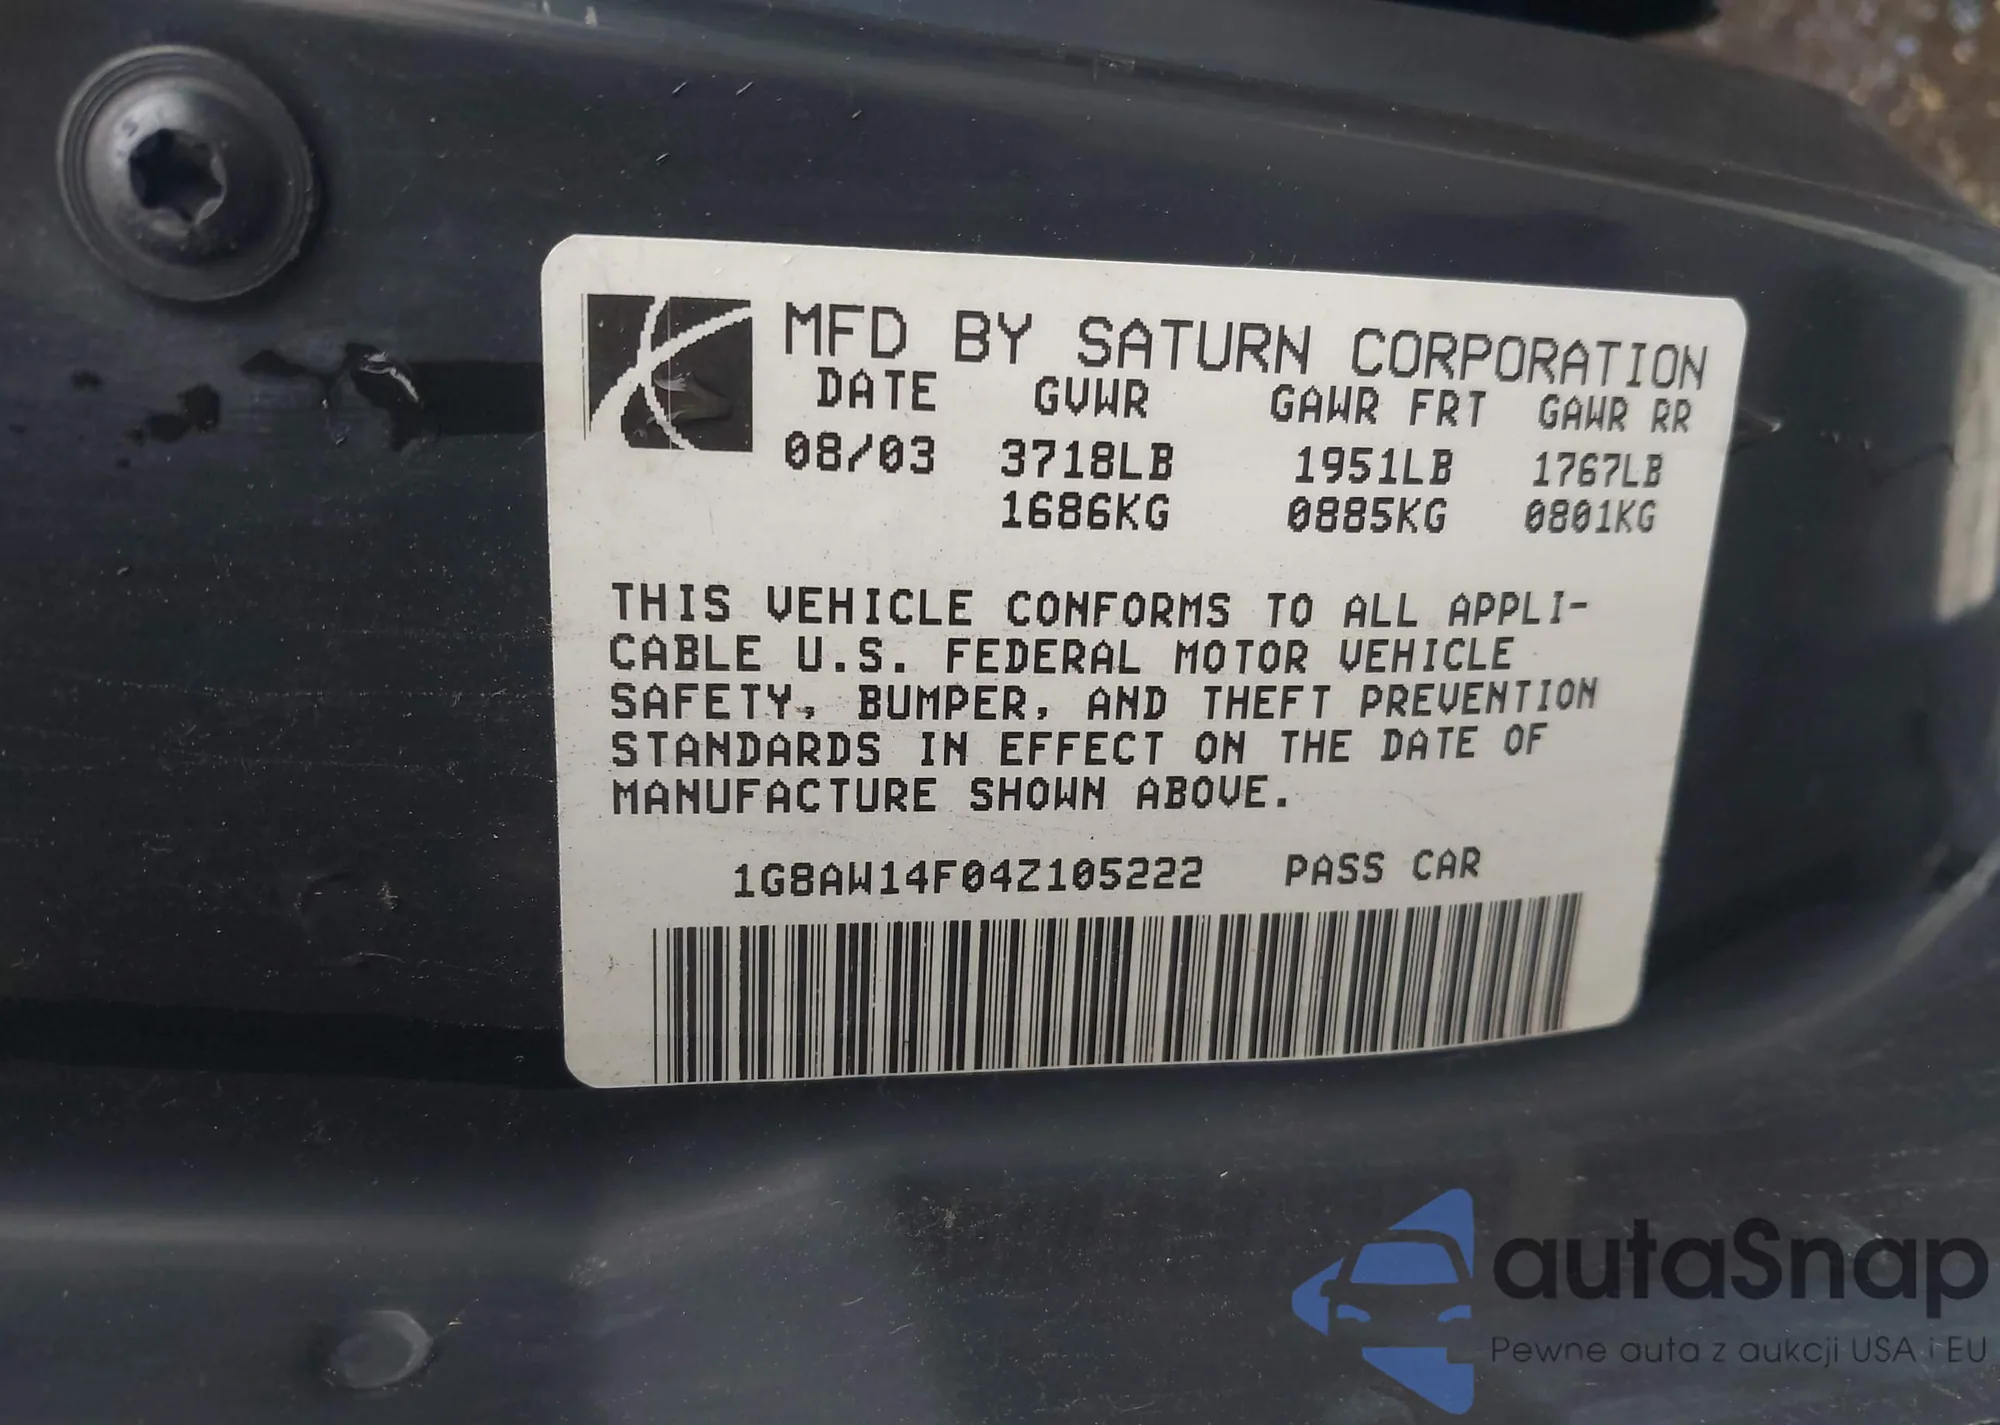 MFD BY SATURN CORPORATION
DATE GVWR GAWR FRT GAWR RR
08/03 3718LB 1951LB 1767LB
1686KG 0885KG 0801KG
THIS VEHICLE CONFORMS TO ALL APPLI-
CABLE U.S. FEDERAL MOTOR VEHICLE
SAFETY, BUMPER, AND THEFT PREVENTION
STANDARDS IN EFFECT ON THE DATE OF
MANUFACTURE SHOWN ABOVE.
1G8AW14F04Z105222 PASS CAR
autaSnap
Pewne auta z aukcji USA i EU